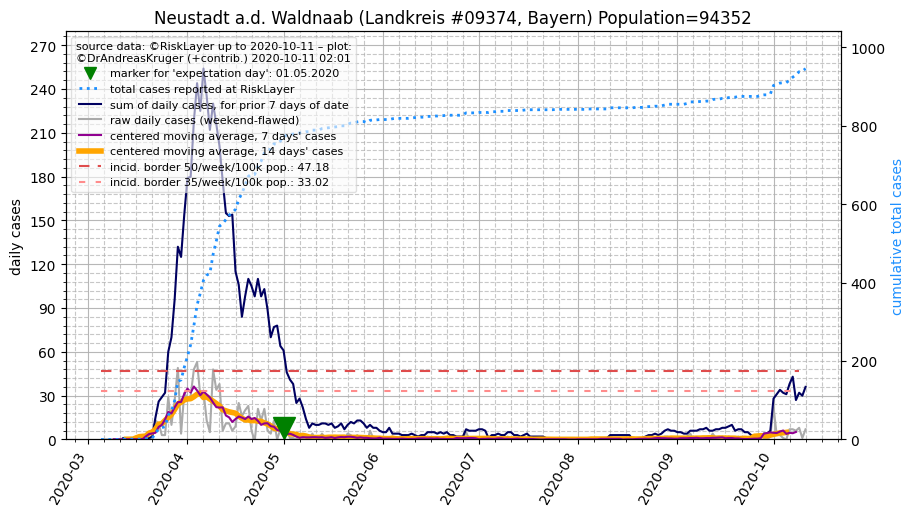 Neustadt a.d. Waldnaab (Landkreis #09374, Bayern) Population=94352
source data: ©RiskLayer up to 2020-10-11 – plot:
©DrAndreasKruger (+contrib.) 2020-10-11 02:01
marker for 'expectation day': 01.05.2020
total cases reported at RiskLayer
sum of daily cases, for prior 7 days of date
raw daily cases (weekend-flawed)
centered moving average, 7 days' cases
centered moving average, 14 days' cases
incid. border 50/week/100k pop.: 47.18
incid. border 35/week/100k pop.: 33.02
daily cases
270
240
210
180
150
120
90
60
30
0
cumulative total cases
1000
800
600
400
200
0
2020-03
2020-04
2020-05
2020-06
2020-07
2020-08
2020-09
2020-10